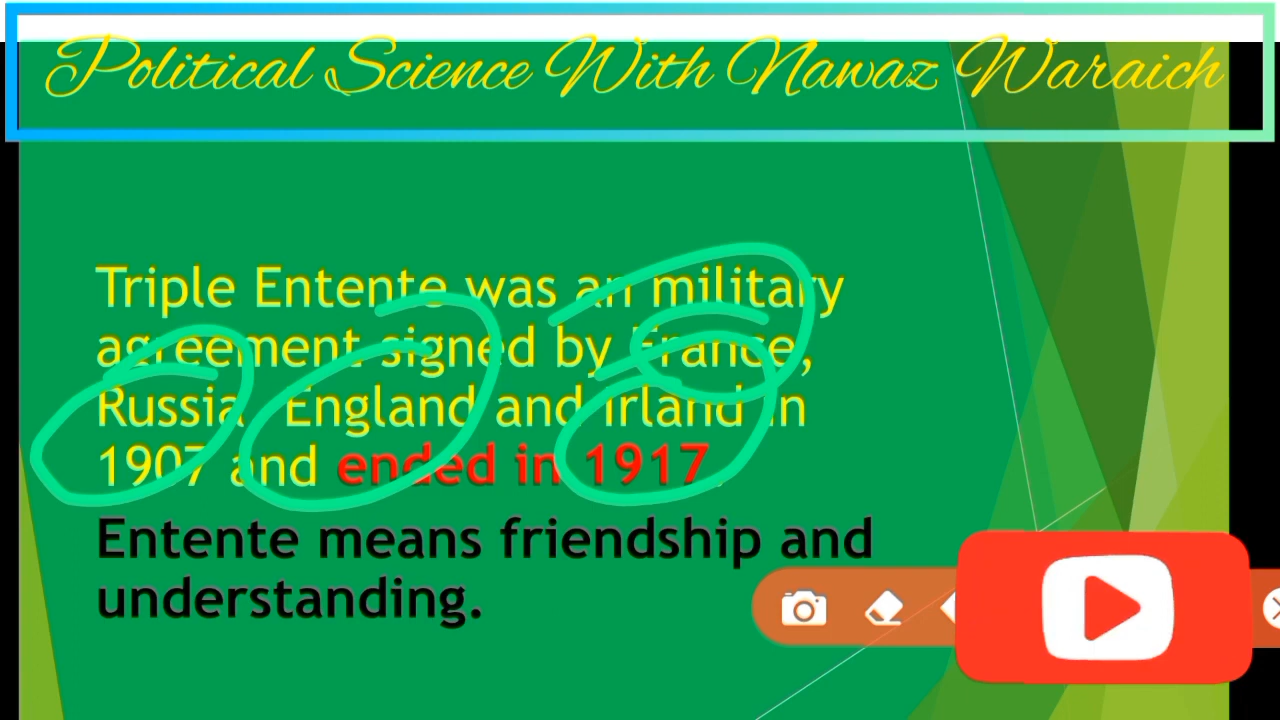 Political Science With Nawaz Waraich
Triple Entente was an military
agreement signed by France,
Russia, England and Irland in
1907 and ended in 1917.
Entente means friendship and
understanding.